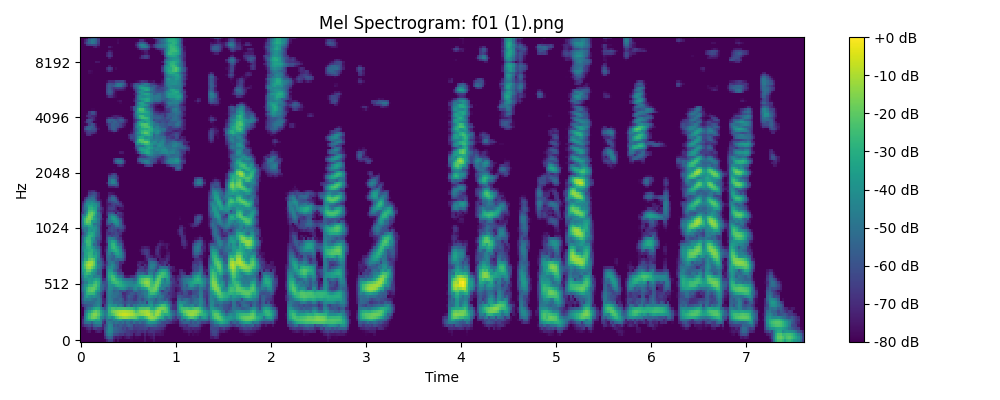 Mel Spectrogram: f01 (1).png
8192
4096
2048
1024
512
0
Hz
0 1 2 3 4 5 6 7
Time
+0 dB
-10 dB
-20 dB
-30 dB
-40 dB
-50 dB
-60 dB
-70 dB
-80 dB